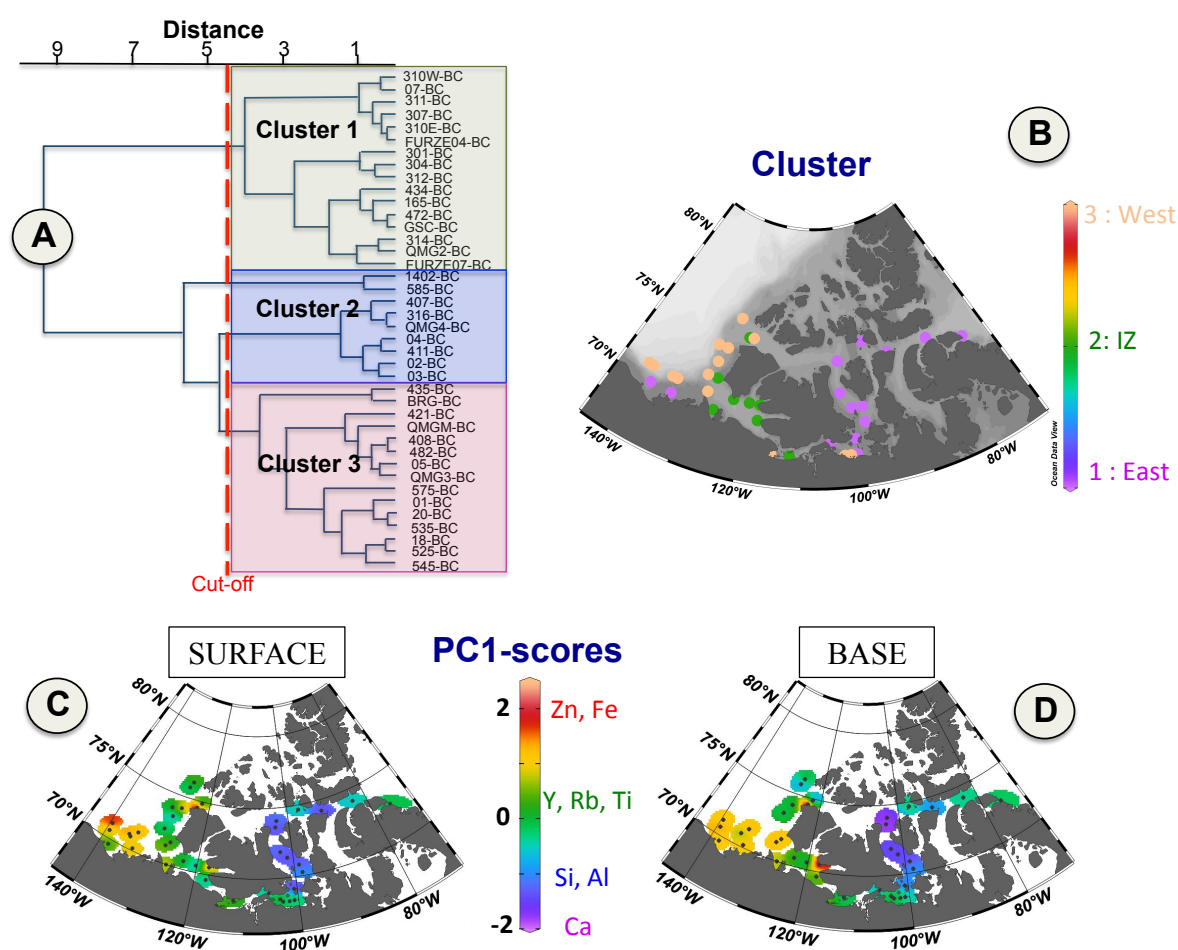 Distance
9 7 5 3 1
310W-BC
07-BC
311-BC
307-BC
310E-BC
FURZE04-BC
301-BC
304-BC
312-BC
434-BC
165-BC
472-BC
GSC-BC
314-BC
QMG2-BC
FURZE07-BC
1402-BC
585-BC
407-BC
316-BC
QMG4-BC
04-BC
411-BC
02-BC
03-BC
435-BC
BRG-BC
421-BC
QMGM-BC
408-BC
482-BC
05-BC
QMG3-BC
575-BC
01-BC
20-BC
535-BC
18-BC
525-BC
545-BC
Cluster 1
Cluster 2
Cluster 3
A
Cut-off
B
Cluster
80°N
75°N
70°N
140°W
120°W
100°W
80°W
Ocean Data View
3 : West
2: IZ
1 : East
SURFACE
C
80°N
75°N
70°N
140°W
120°W
100°W
80°W
PC1-scores
2
Zn, Fe
0
Y, Rb, Ti
Si, Al
-2
Ca
BASE
D
80°N
75°N
70°N
140°W
120°W
100°W
80°W